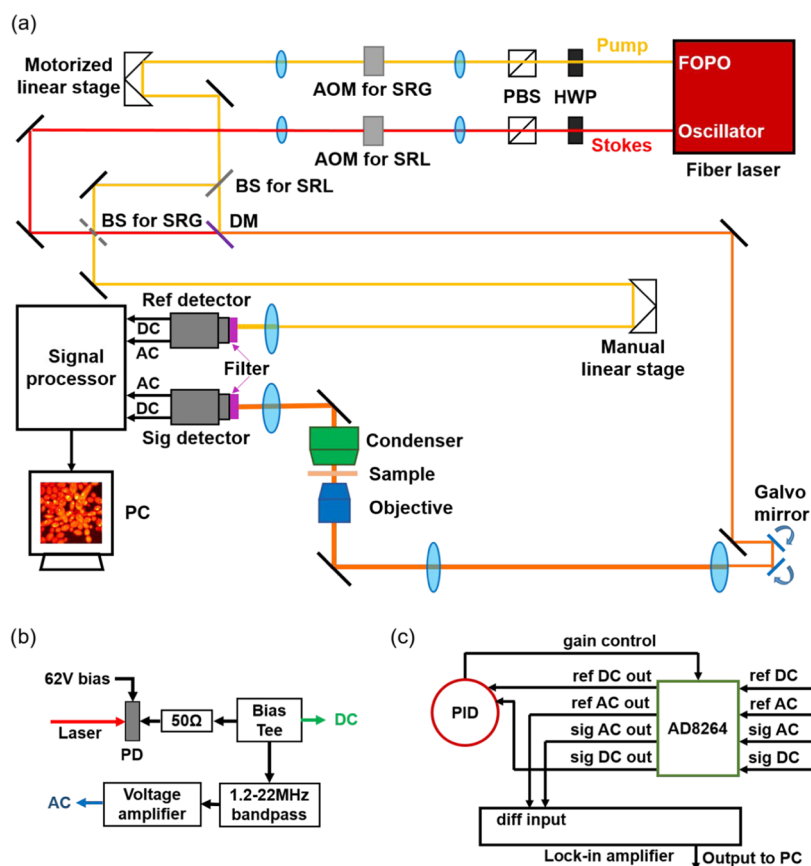 (a)
Motorized
linear stage
AOM for SRG
PBS
HWP
Pump
FOPO
AOM for SRL
Stokes
Oscillator
Fiber laser
BS for SRL
BS for SRG
DM
Ref detector
DC
AC
Signal
processor
Filter
AC
DC
Sig detector
Manual
linear stage
Condenser
Sample
Objective
PC
Galvo
mirror
(b)
62V bias
Laser
PD
50Ω
Bias
Tee
DC
AC
Voltage
amplifier
1.2-22MHz
bandpass
(c)
gain control
PID
ref DC out
ref AC out
sig AC out
sig DC out
AD8264
ref DC
ref AC
sig AC
sig DC
diff input
Lock-in amplifier
Output to PC